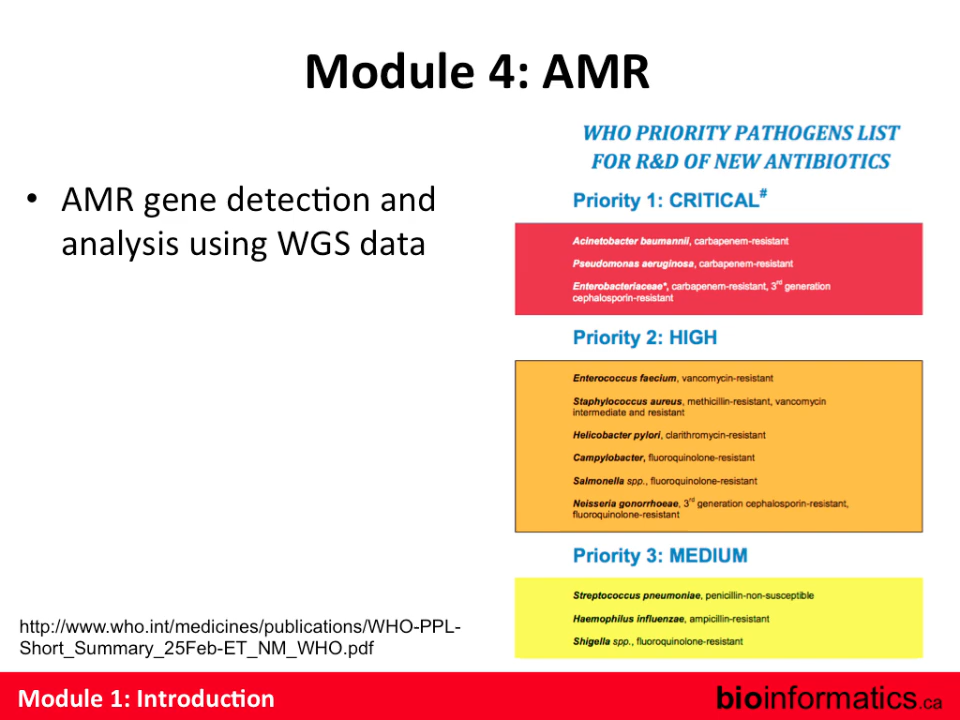 Module 4: AMR
• AMR gene detection and
analysis using WGS data
WHO PRIORITY PATHOGENS LIST
FOR R&D OF NEW ANTIBIOTICS
Priority 1: CRITICAL#
Acinetobacter baumannii, carbapenem-resistant
Pseudomonas aeruginosa, carbapenem-resistant
Enterobacteriaceae*, carbapenem-resistant, 3rd generation
cephalosporin-resistant
Priority 2: HIGH
Enterococcus faecium, vancomycin-resistant
Staphylococcus aureus, methicillin-resistant, vancomycin
intermediate and resistant
Helicobacter pylori, clarithromycin-resistant
Campylobacter, fluoroquinolone-resistant
Salmonella spp., fluoroquinolone-resistant
Neisseria gonorrhoeae, 3rd generation cephalosporin-resistant,
fluoroquinolone-resistant
Priority 3: MEDIUM
Streptococcus pneumoniae, penicillin-non-susceptible
Haemophilus influenzae, ampicillin-resistant
Shigella spp., fluoroquinolone-resistant
http://www.who.int/medicines/publications/WHO-PPL-
Short_Summary_25Feb-ET_NM_WHO.pdf
Module 1: Introduction
bioinformatics.ca